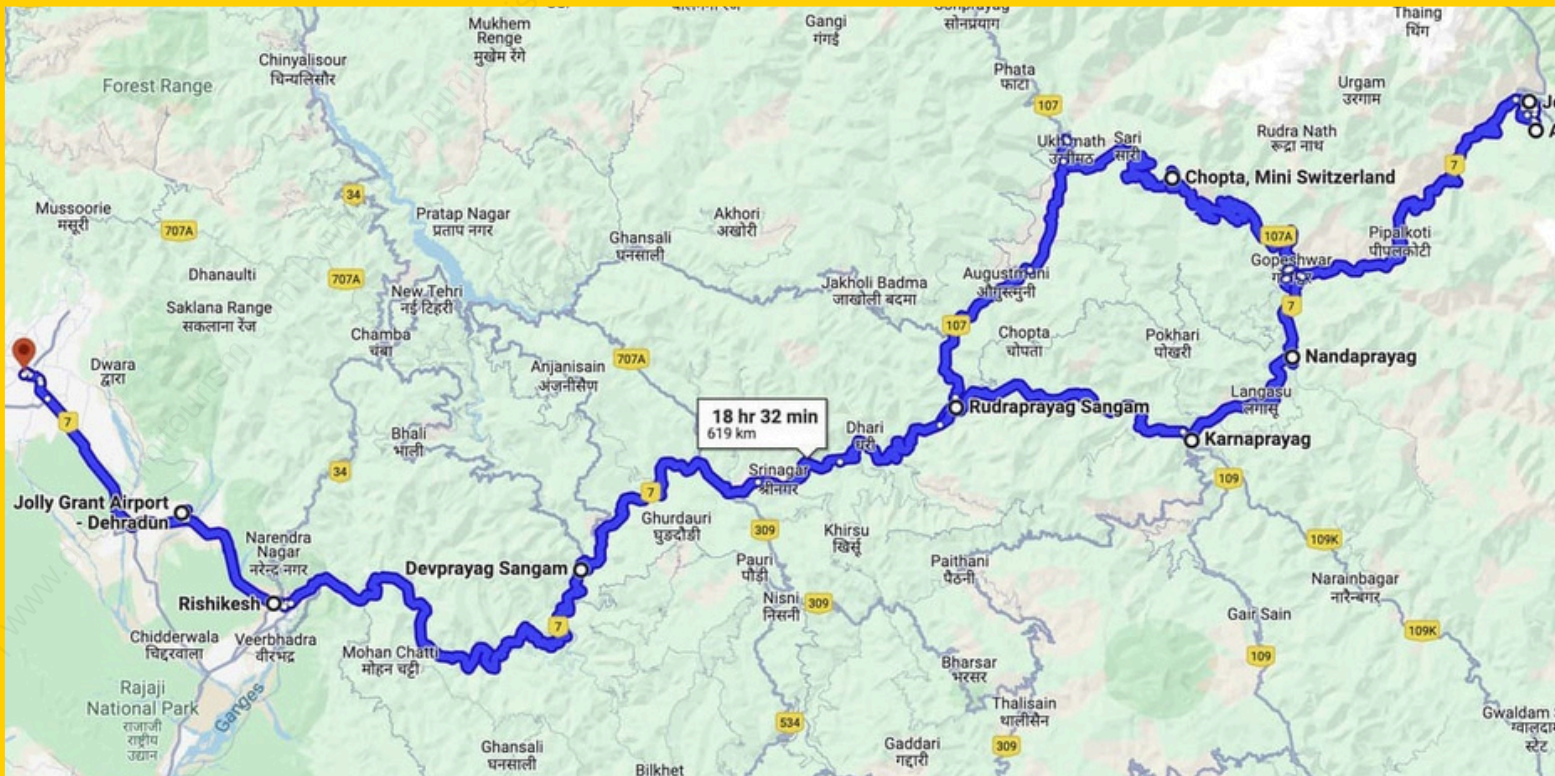 सोनप्रयाग
Gangi
गंगई
Mukhem
Renge
मुखेम रेंगे
Thaing
थिंग
Chinyalisour
चिन्यलिसौर
Forest Range
Phata
फाटा
107
Urgam
उरगाम
Rudra Nath
रूद्रा नाथ
Ukhimath
Sari
सारी
Chopta, Mini Switzerland
7
34
Mussoorie
मसूरी
707A
Pratap Nagar
प्रताप नगर
Akhori
अखोरी
Ghansali
घनसाली
107A
Pipalkoti
पीपलकोटी
Gopeshwar
Dhanaulti
707A
New Tehri
नई टिहरी
Jakholi Badma
जाखोली बदमा
Augustmuni
Saklana Range
सकलाना रेंज
7
Chamba
चंबा
107
Chopta
चोपता
Pokhari
पोखरी
Dwara
द्वारा
Anjanisain
अंजनीसैण
707A
Nandaprayag
Langasu
लंगासू
7
Rudraprayag Sangam
18 hr 32 min
619 km
Bhali
भाली
Dhari
Karnaprayag
34
Srinagar
श्रीनगर
109
7
Jolly Grant Airport
- Dehradun
Ghurdauri
घुड़दौड़ी
309
Khirsu
खिर्सू
109K
Narendra
Nagar
नरेन्द्र नगर
Pauri
पौड़ी
Paithani
पैठनी
Devprayag Sangam
Narainbagar
नारैनबगर
Rishikesh
Nisni
निसनी
309
Gair Sain
7
109K
Chidderwala
चिद्दरवाला
Veerbhadra
वीरभद्र
Mohan Chatti
मोहन चट्टी
109
Bharsar
भरसर
Rajaji
National Park
राजाजी
राष्ट्रीय
उद्यान
Ganges
Thalisain
थालीसैन
534
Gwaldam
Ghansali
घनसाली
Gaddari
गद्दारी
309
स्टेट
Bilkhet